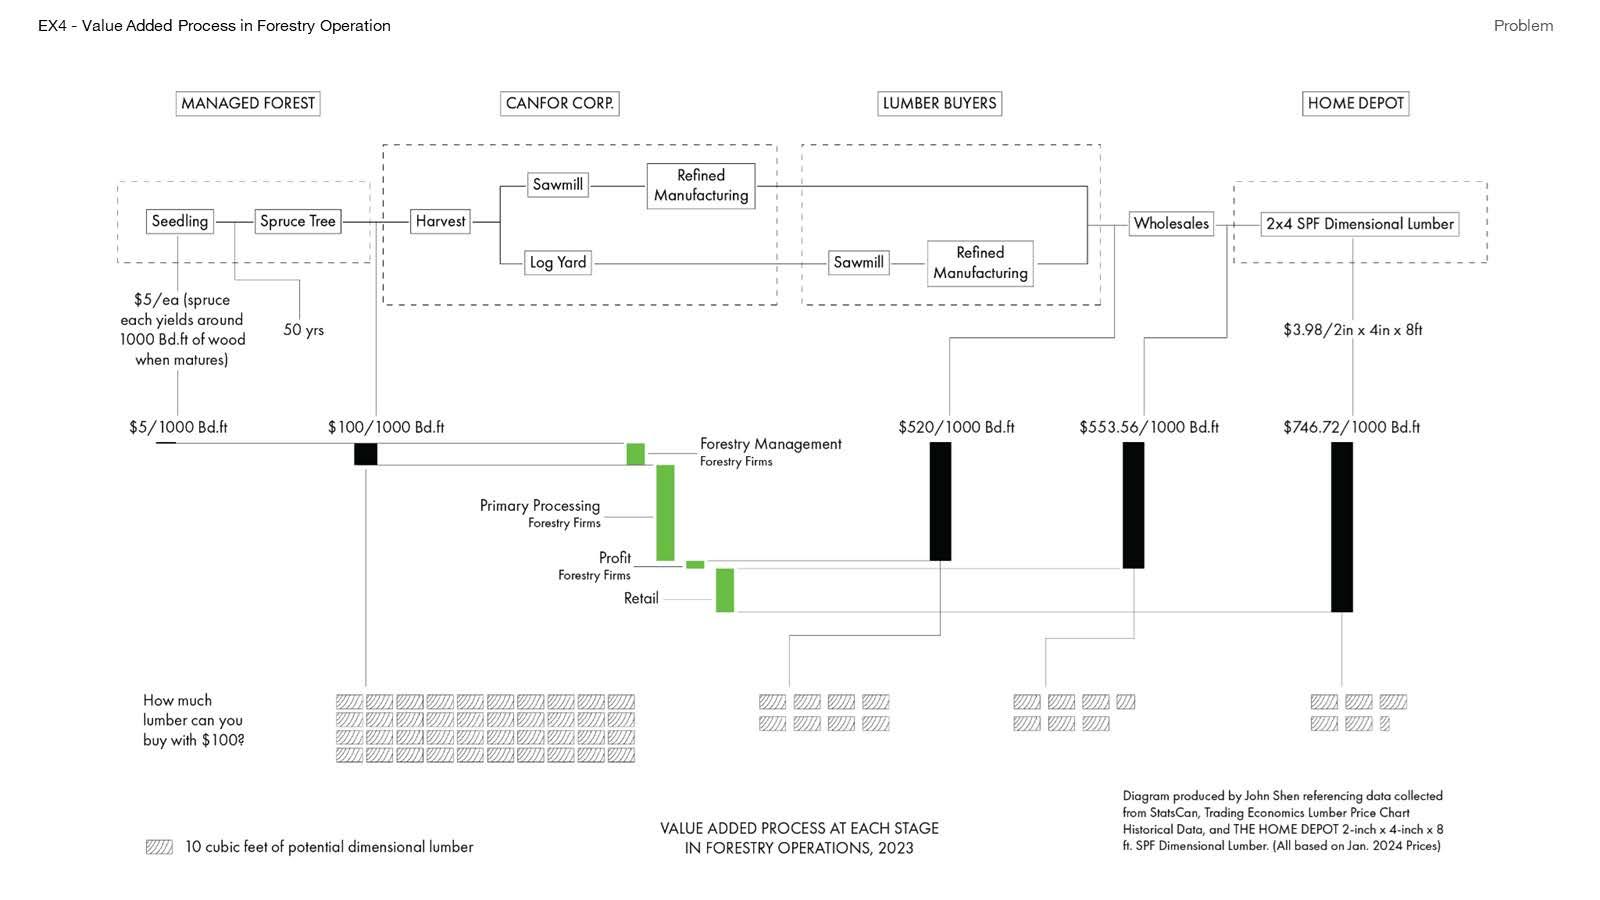 EX4 - Value Added Process in Forestry Operation
Problem
MANAGED FOREST
CANFOR CORP.
LUMBER BUYERS
HOME DEPOT
Seedling
Spruce Tree
Harvest
Sawmill
Refined
Manufacturing
Log Yard
Sawmill
Refined
Manufacturing
Wholesales
2x4 SPF Dimensional Lumber
$5/ea (spruce
each yields around
1000 Bd.ft of wood
when matures)
50 yrs
$3.98/2in x 4in x 8ft
$5/1000 Bd.ft
$100/1000 Bd.ft
$520/1000 Bd.ft
$553.56/1000 Bd.ft
$746.72/1000 Bd.ft
Forestry Management
Forestry Firms
Primary Processing
Forestry Firms
Profit
Forestry Firms
Retail
How much
lumber can you
buy with $100?
10 cubic feet of potential dimensional lumber
VALUE ADDED PROCESS AT EACH STAGE
IN FORESTRY OPERATIONS, 2023
Diagram produced by John Shen referencing data collected
from StatsCan, Trading Economics Lumber Price Chart
Historical Data, and THE HOME DEPOT 2-inch x 4-inch x 8
ft. SPF Dimensional Lumber. (All based on Jan. 2024 Prices)